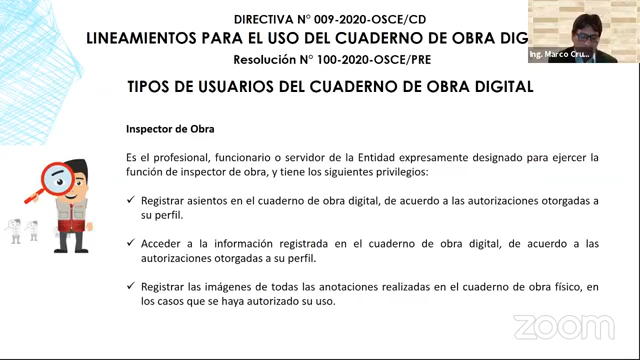 DIRECTIVA N° 009-2020-OSCE/CD
LINEAMIENTOS PARA EL USO DEL CUADERNO DE OBRA DIG
Resolución N° 100-2020-OSCE/PRE
Ing. Marco Cru...
TIPOS DE USUARIOS DEL CUADERNO DE OBRA DIGITAL
Inspector de Obra
Es el profesional, funcionario o servidor de la Entidad expresamente designado para ejercer la
función de inspector de obra, y tiene los siguientes privilegios:
✓ Registrar asientos en el cuaderno de obra digital, de acuerdo a las autorizaciones otorgadas a
su perfil.
✓ Acceder a la información registrada en el cuaderno de obra digital, de acuerdo a las
autorizaciones otorgadas a su perfil.
✓ Registrar las imágenes de todas las anotaciones realizadas en el cuaderno de obra físico, en
los casos que se haya autorizado su uso.
zoom